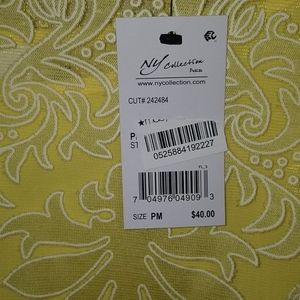 NY Collection
www.nycollection.com
CUT# 242484
0525884192227
7 04976 04909 3
SIZE PM
$40.00